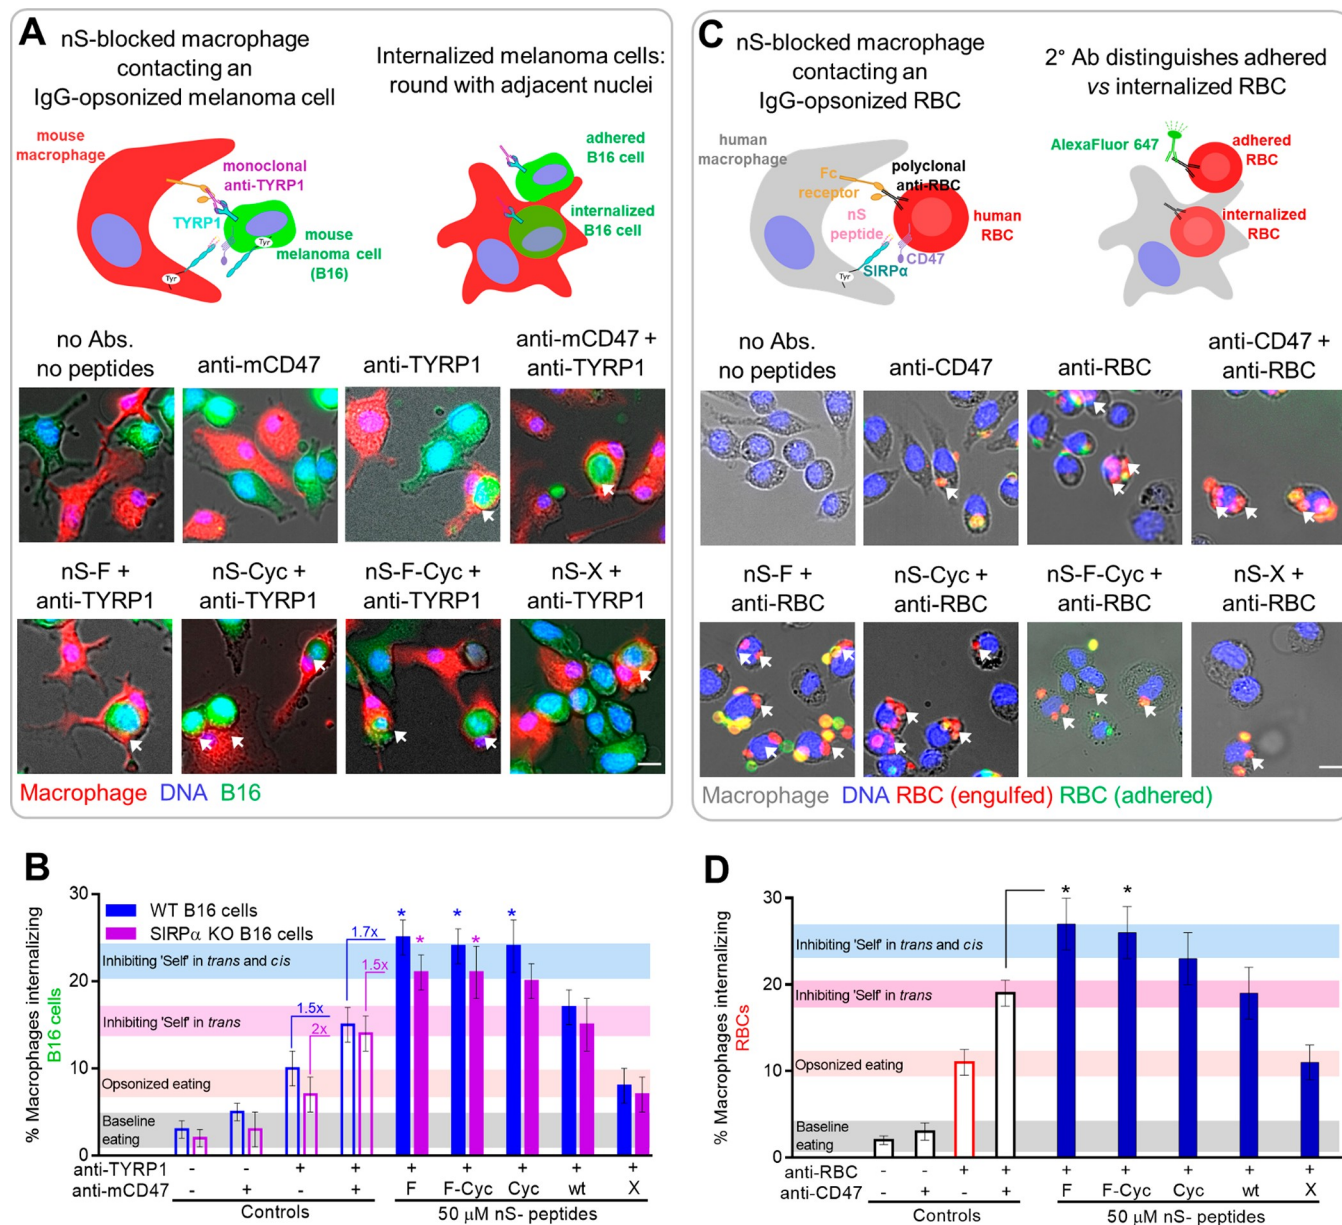 A
nS-blocked macrophage
contacting an
IgG-opsonized melanoma cell
Internalized melanoma cells:
round with adjacent nuclei
mouse
macrophage
monoclonal
anti-TYRP1
TYRP1
Tyr
Tyr
mouse
melanoma cell
(B16)
adhered
B16 cell
internalized
B16 cell
no Abs.
no peptides
anti-mCD47
anti-TYRP1
anti-mCD47 +
anti-TYRP1
nS-F +
anti-TYRP1
nS-Cyc +
anti-TYRP1
nS-F-Cyc +
anti-TYRP1
nS-X +
anti-TYRP1
Macrophage DNA B16
C
nS-blocked macrophage
contacting an
IgG-opsonized RBC
2° Ab distinguishes adhered
vs internalized RBC
human
macrophage
Fc
receptor
polyclonal
anti-RBC
nS
peptide
human
RBC
CD47
SIRPα
Tyr
AlexaFluor 647
adhered
RBC
internalized
RBC
no Abs.
no peptides
anti-CD47
anti-RBC
anti-CD47 +
anti-RBC
nS-F +
anti-RBC
nS-Cyc +
anti-RBC
nS-F-Cyc +
anti-RBC
nS-X +
anti-RBC
Macrophage DNA RBC (engulfed) RBC (adhered)
B
% Macrophages internalizing
B16 cells
30
20
10
0
WT B16 cells
SIRPα KO B16 cells
Inhibiting 'Self' in trans and cis
Inhibiting 'Self' in trans
Opsonized eating
Baseline
eating
1.5x
2x
1.7x
1.5x
* * * * *
anti-TYRP1 - - + + + + + + +
anti-mCD47 - + - + F F-Cyc Cyc wt X
Controls
50 μM nS- peptides
D
% Macrophages internalizing
RBCs
30
20
10
0
Inhibiting 'Self' in trans and cis
Inhibiting 'Self' in trans
Opsonized eating
Baseline
eating
* *
anti-RBC - - + + + + + + +
anti-CD47 - + - + F F-Cyc Cyc wt X
Controls
50 μM nS- peptides